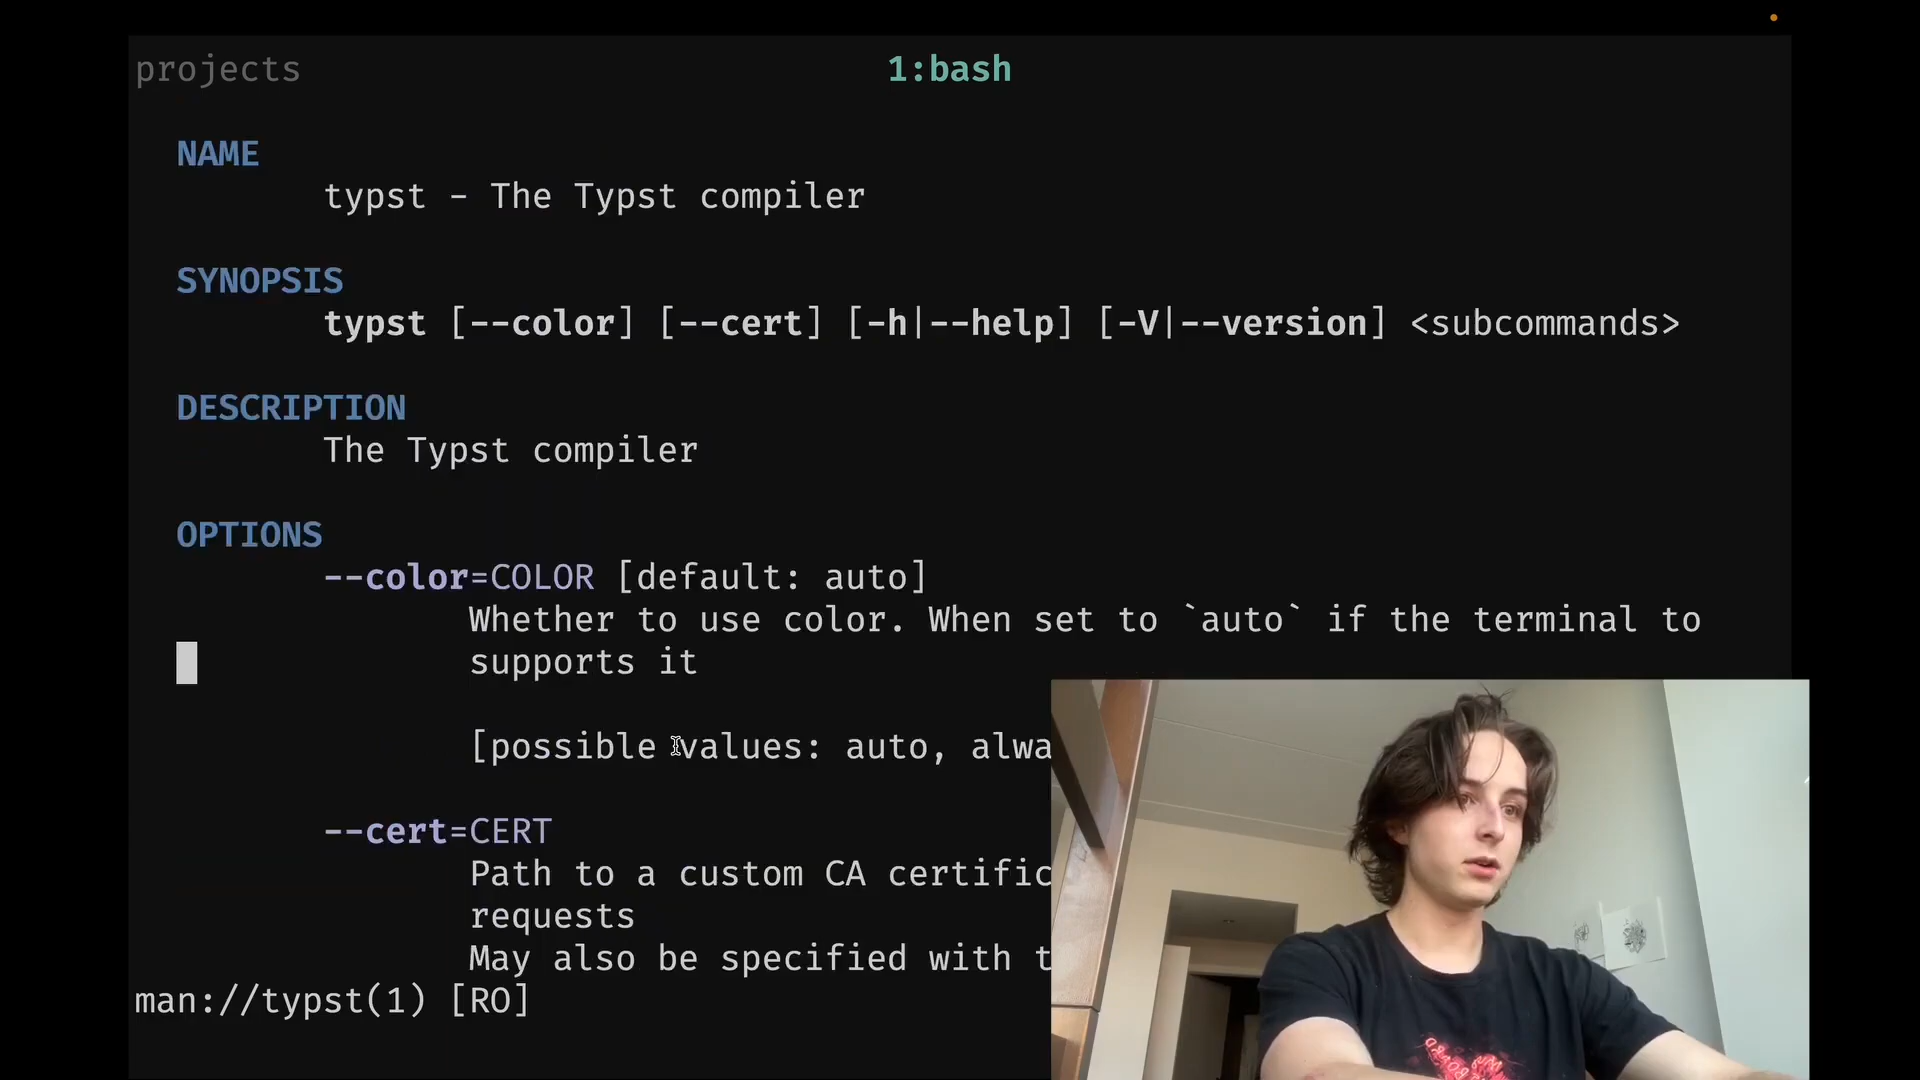 projects 1:bash
NAME
typst - The Typst compiler
SYNOPSIS
typst [--color] [--cert] [-h|--help] [-V|--version] <subcommands>
DESCRIPTION
The Typst compiler
OPTIONS
--color=COLOR [default: auto]
Whether to use color. When set to `auto` if the terminal to
supports it
[possible values: auto, alwa
--cert=CERT
Path to a custom CA certific
requests
May also be specified with t
man://typst(1) [RO]